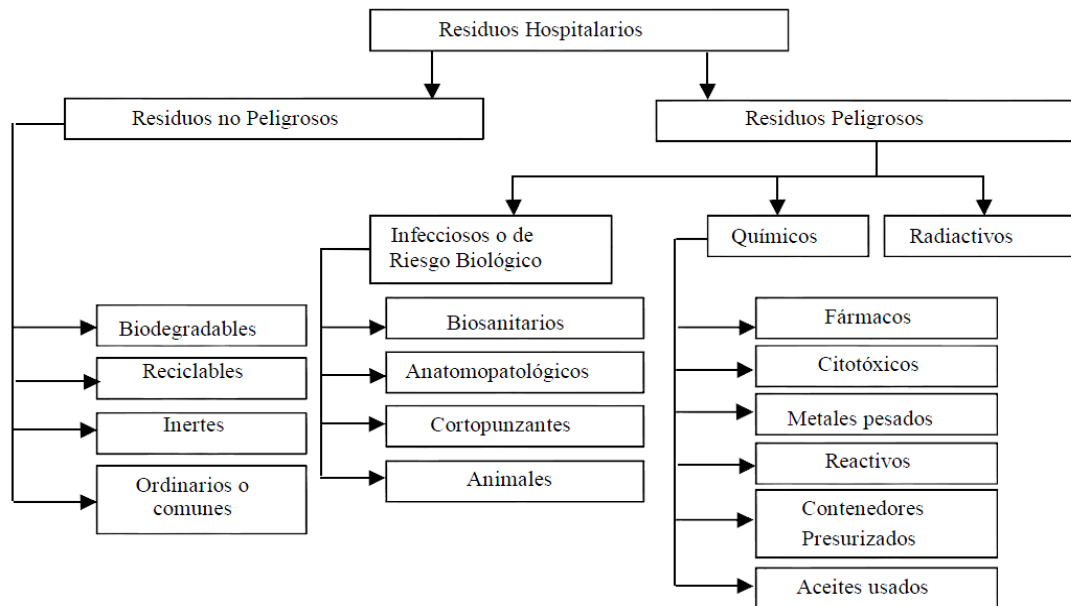 Residuos Hospitalarios
Residuos no Peligrosos
Residuos Peligrosos
Infecciosos o de
Riesgo Biológico
Químicos
Radiactivos
Biodegradables
Reciclables
Inertes
Ordinarios o
comunes
Biosanitarios
Anatomopatológicos
Cortopunzantes
Animales
Fármacos
Citotóxicos
Metales pesados
Reactivos
Contenedores
Presurizados
Aceites usados